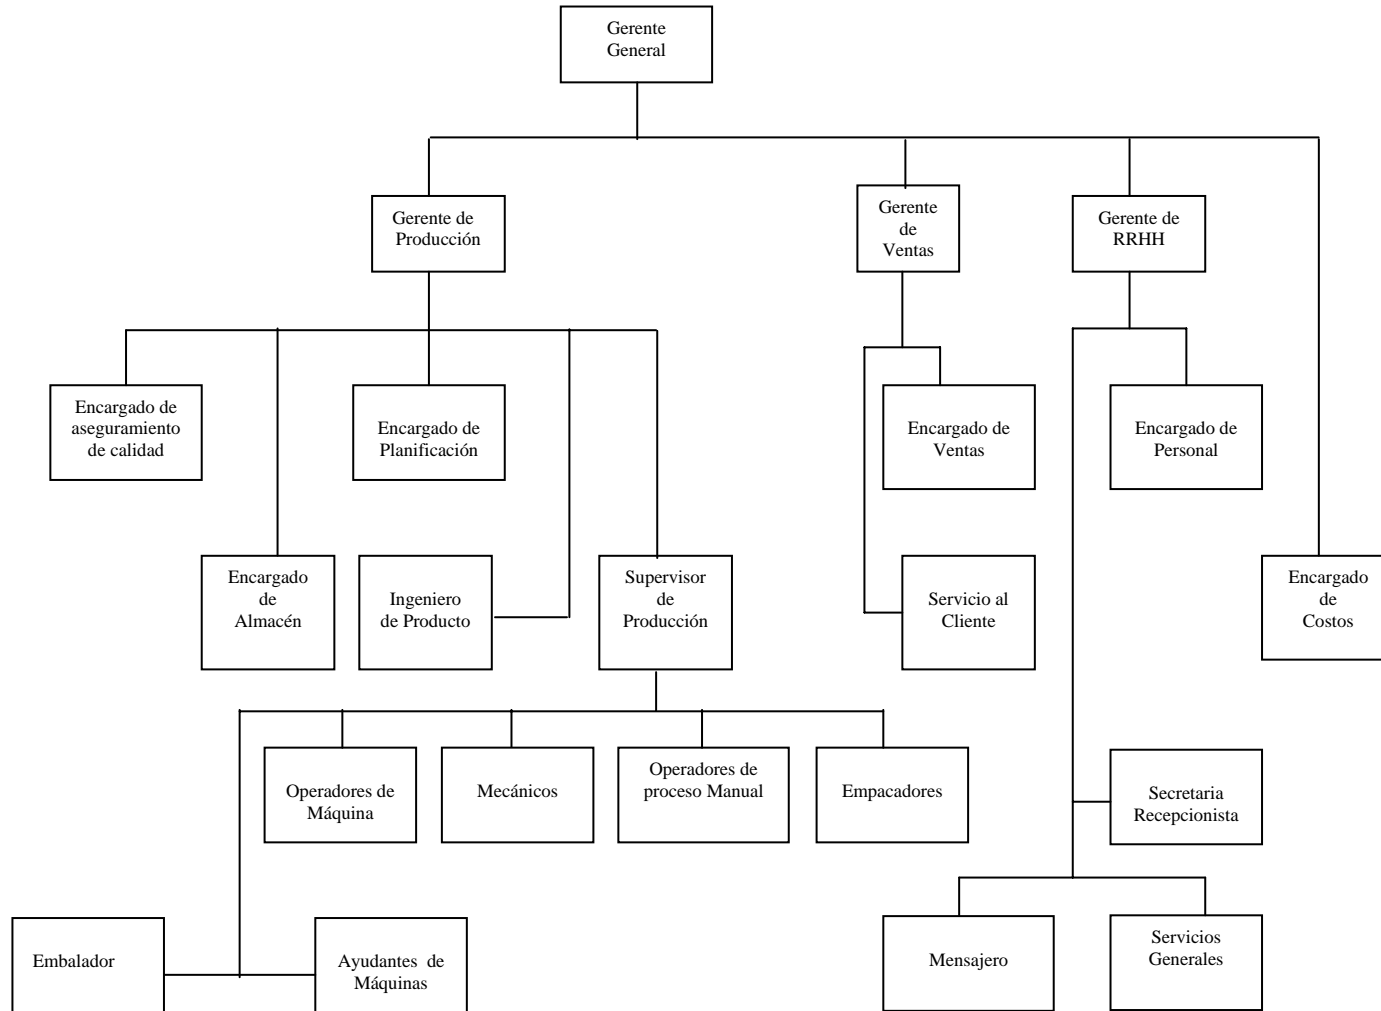 Gerente
General
Gerente de
Producción
Gerente
de
Ventas
Gerente de
RRHH
Encargado de
aseguramiento
de calidad
Encargado de
Planificación
Encargado de
Ventas
Encargado de
Personal
Encargado
de
Almacén
Ingeniero
de Producto
Supervisor
de
Producción
Servicio al
Cliente
Encargado
de
Costos
Operadores de
Máquina
Mecánicos
Operadores de
proceso Manual
Empacadores
Secretaria
Recepcionista
Embalador
Ayudantes de
Máquinas
Mensajero
Servicios
Generales